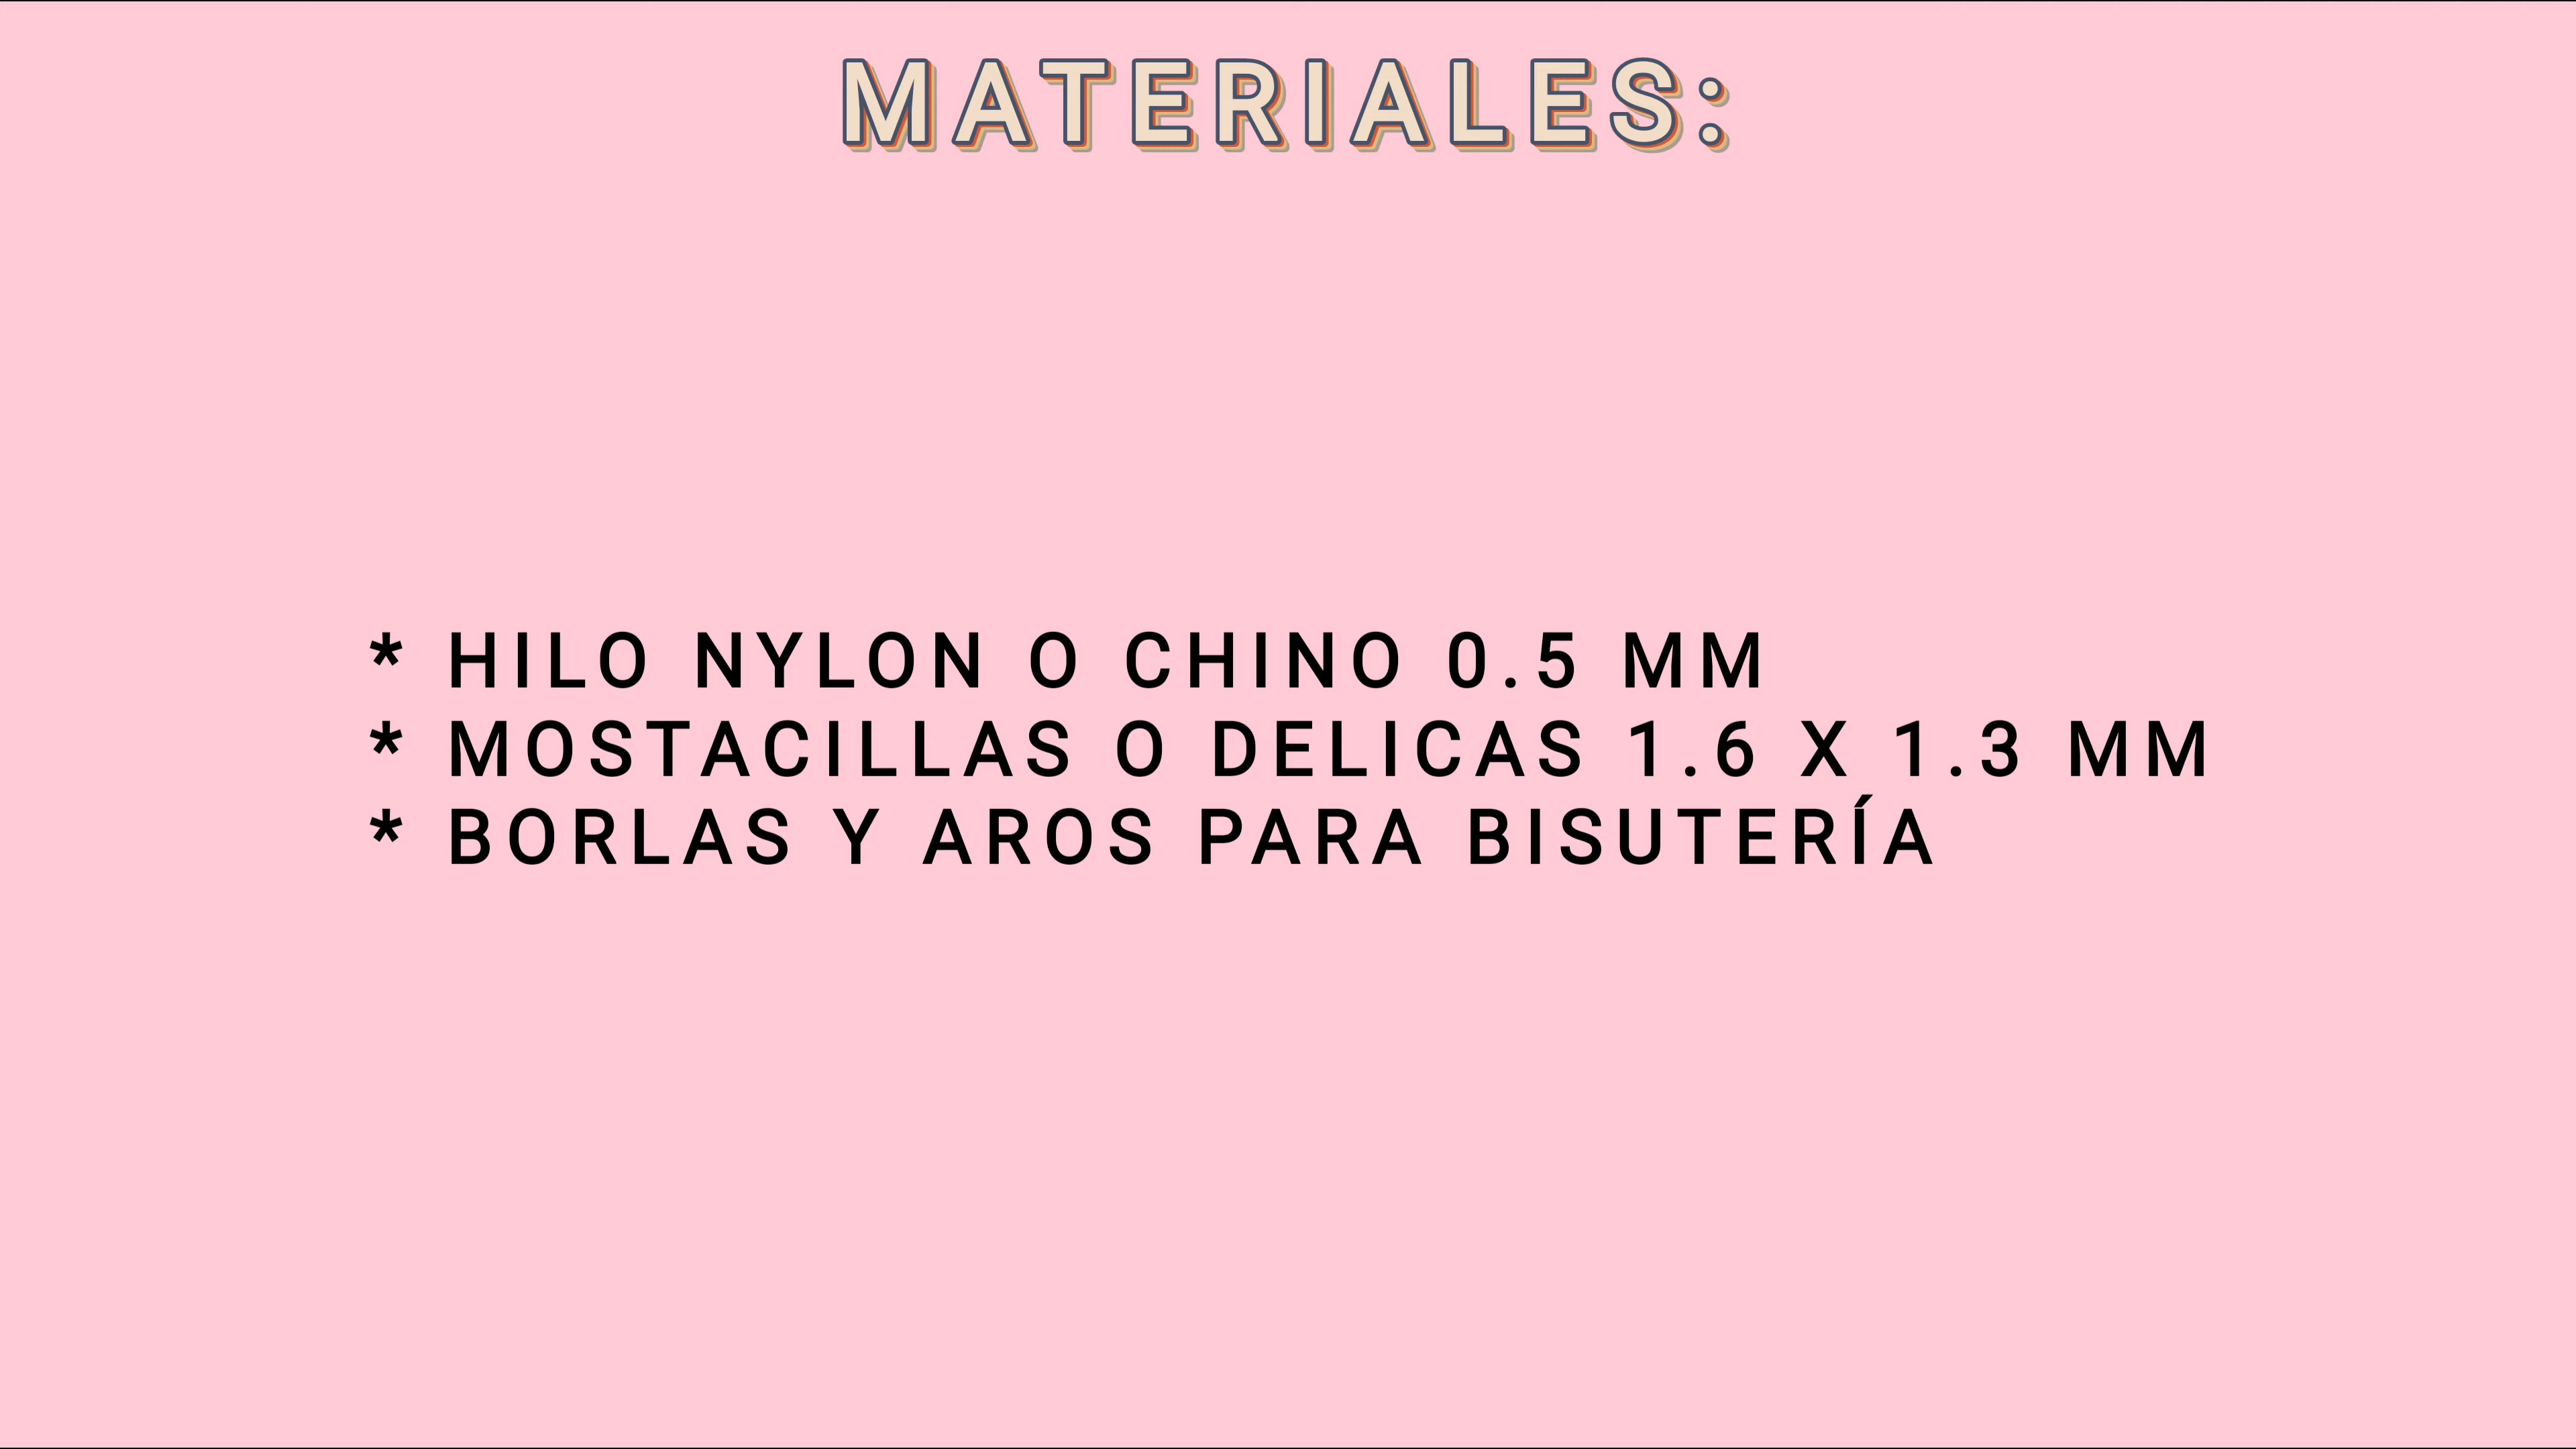 MATERIALES:
* HILO NYLON O CHINO 0.5 MM
* MOSTACILLAS O DELICAS 1.6 X 1.3 MM
* BORLAS Y AROS PARA BISUTERÍA